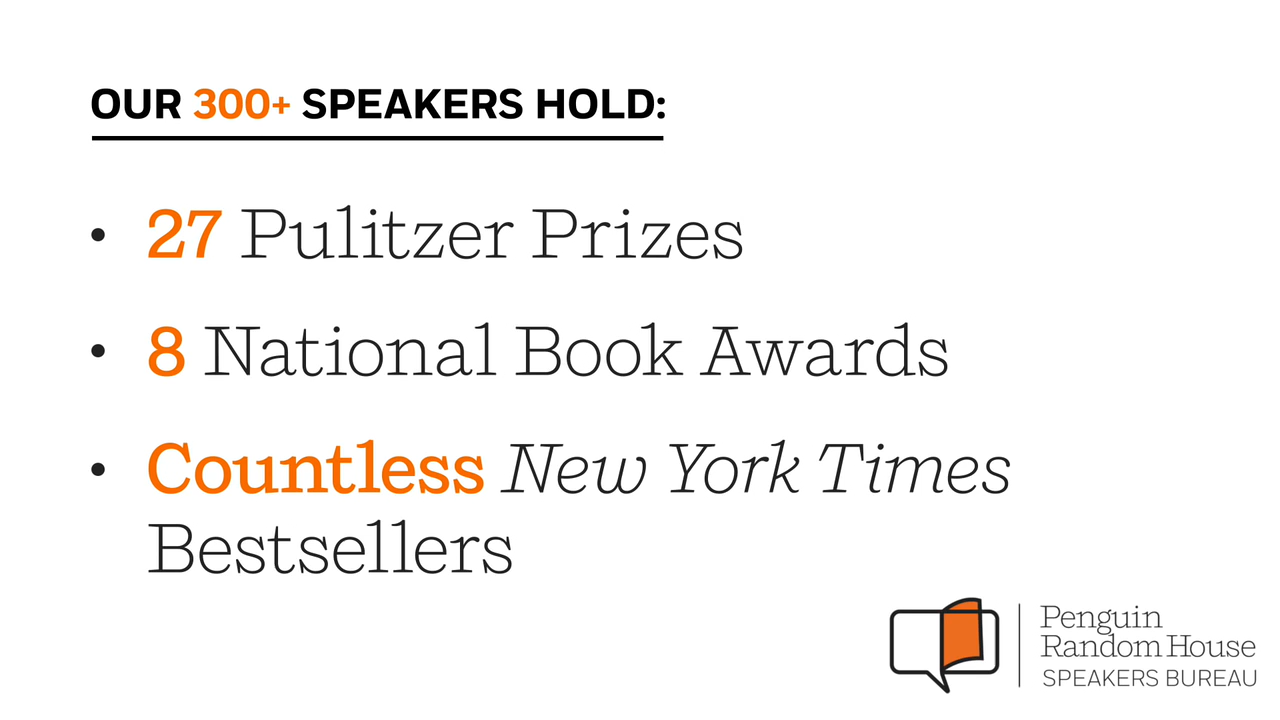 OUR 300+ SPEAKERS HOLD:
• 27 Pulitzer Prizes
• 8 National Book Awards
• Countless New York Times
Bestsellers
Penguin
Random House
SPEAKERS BUREAU